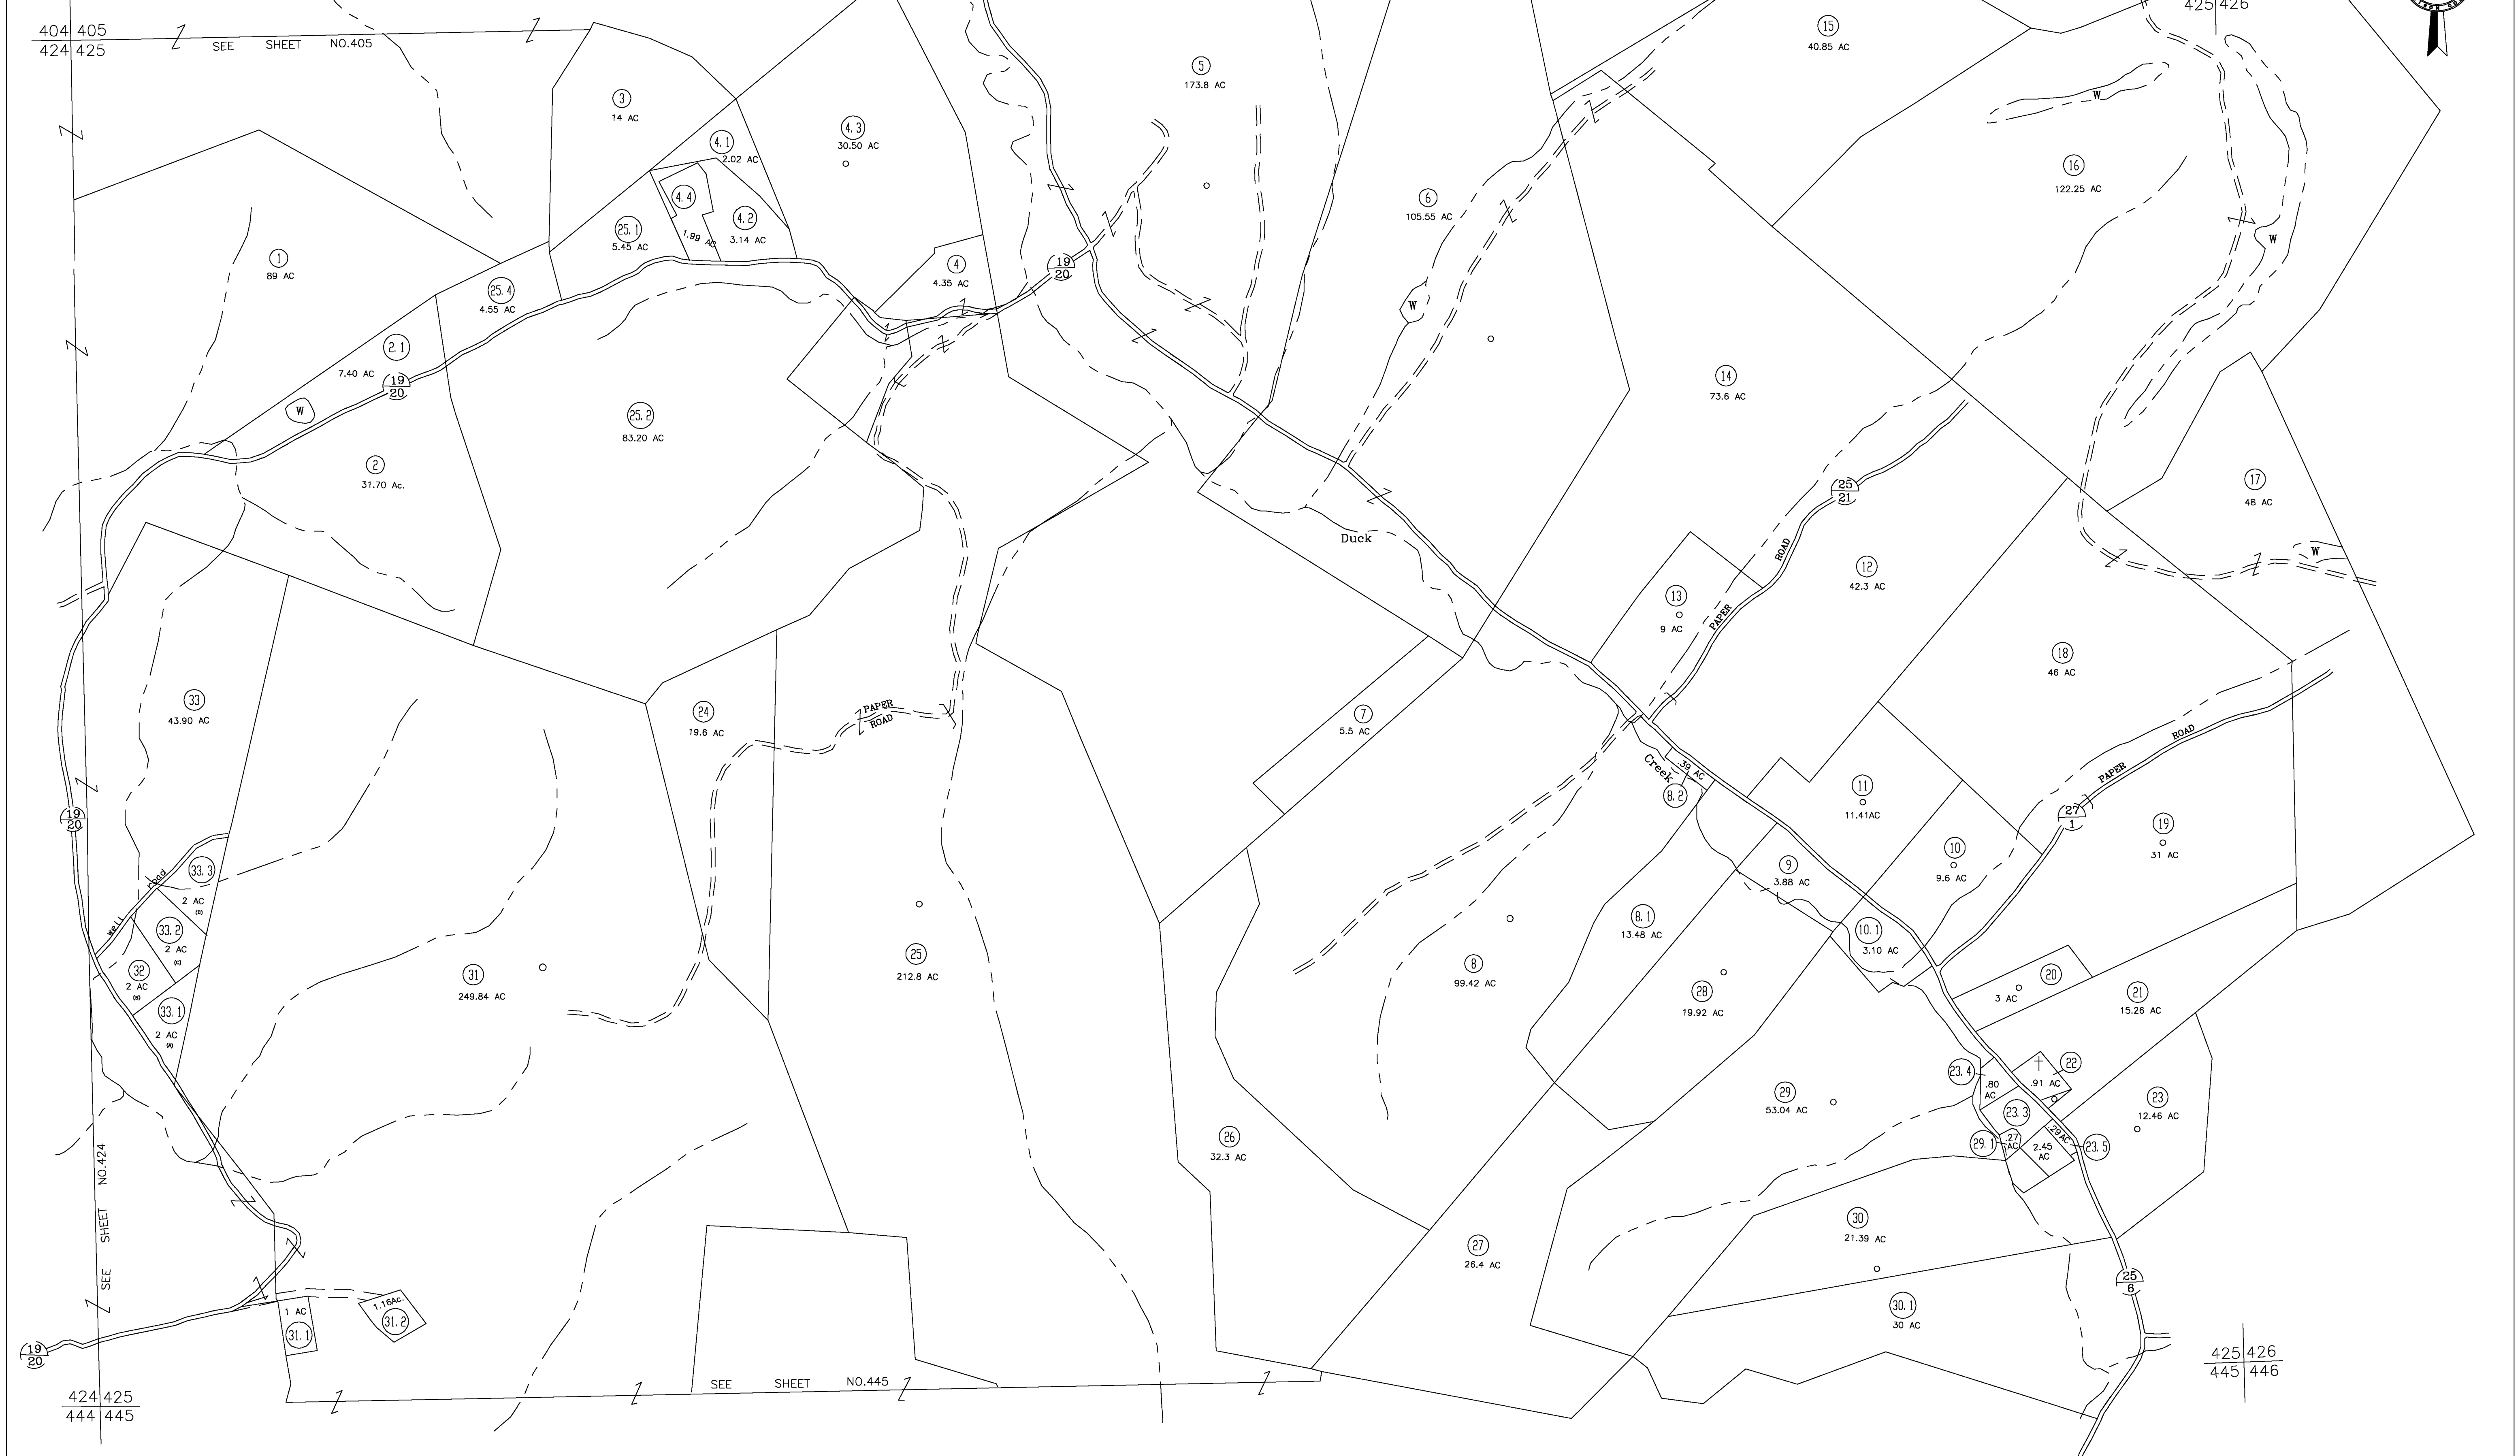 404 405
424 425
SEE SHEET NO.405
425 426
3
14 AC
4.1
2.02 AC
4.3
30.50 AC
5
173.8 AC
15
40.85 AC
W
16
122.25 AC
W
4.4
1.99 AC
4.2
3.14 AC
25.1
5.45 AC
6
105.55 AC
1
89 AC
4
4.35 AC
19
20
25.4
4.55 AC
W
2.1
7.40 AC
19
20
W
14
73.6 AC
25.2
83.20 AC
2
31.70 Ac.
25
21
17
48 AC
Duck
ROAD
PAPER
W
12
42.3 AC
13
9 AC
18
46 AC
33
43.90 AC
24
19.6 AC
PAPER
ROAD
7
5.5 AC
ROAD
PAPER
Creek
.39 AC
8.2
11
11.41AC
27
1
19
31 AC
19
20
10
9.6 AC
9
3.88 AC
33.3
2 AC
(D)
road
well
33.2
2 AC
(C)
32
2 AC
(B)
33.1
2 AC
(A)
8.1
13.48 AC
10.1
3.10 AC
31
249.84 AC
25
212.8 AC
8
99.42 AC
28
19.92 AC
20
3 AC
21
15.26 AC
22
.91 AC
23.4
.80
AC
23.3
29
53.04 AC
23
12.46 AC
29.1
.27
AC
2.45
AC
.29 AC
23.5
26
32.3 AC
SEE SHEET NO.424
27
26.4 AC
30
21.39 AC
25
6
30.1
30 AC
1 AC
31.1
1.16Ac.
31.2
19
20
SEE SHEET NO.445
424 425
444 445
425 426
445 446